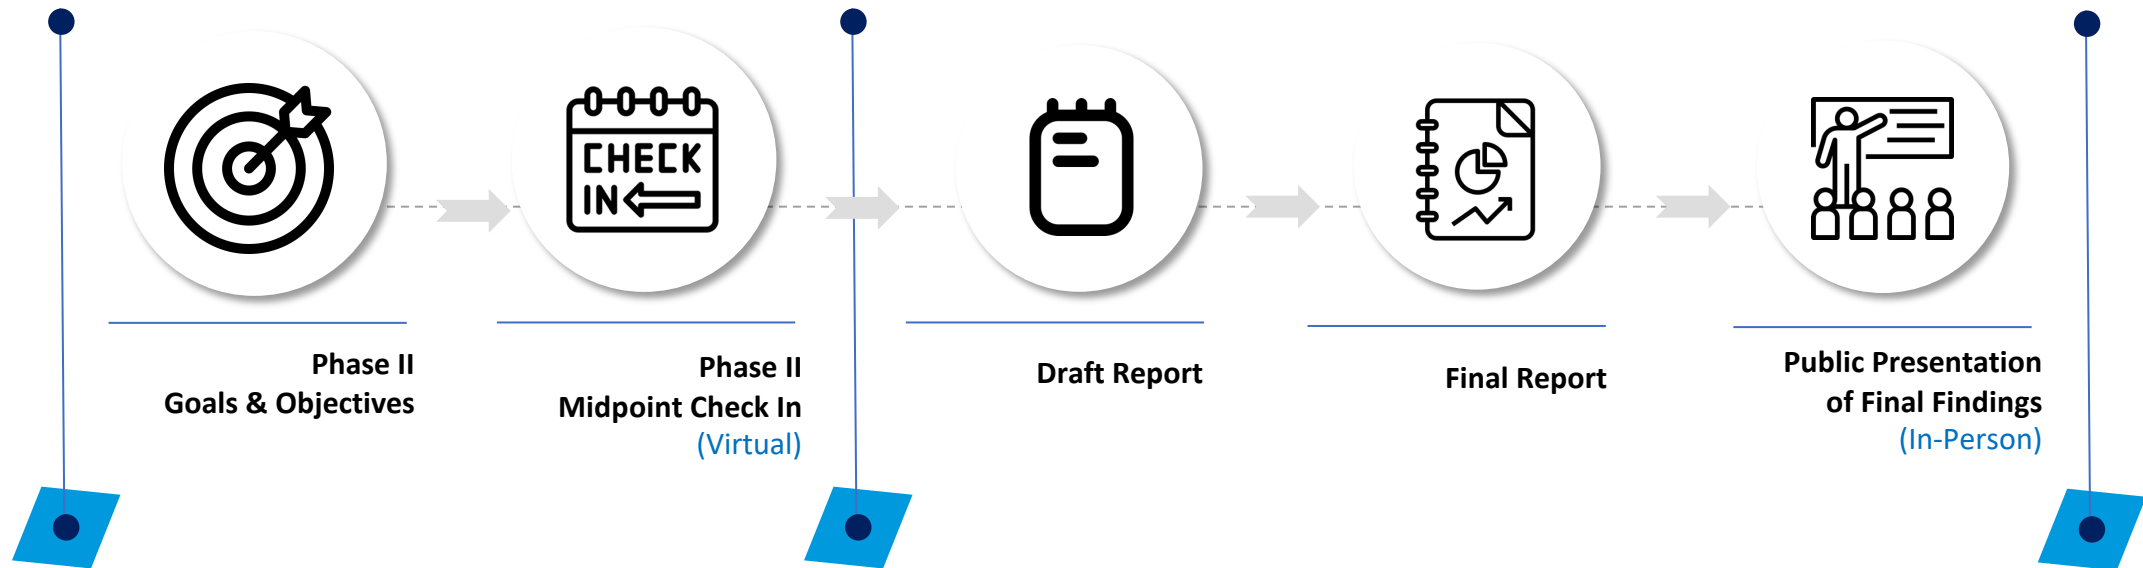 CHECK
IN
Phase II
Goals & Objectives
Phase II
Midpoint Check In
(Virtual)
Draft Report
Final Report
Public Presentation
of Final Findings
(In-Person)